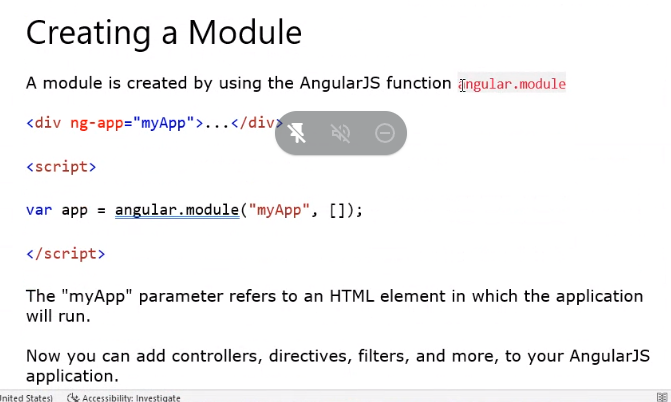 Creating a Module
A module is created by using the AngularJS function angular.module
<div ng-app="myApp">...</div>
<script>
var app = angular.module("myApp", []);
</script>
The "myApp" parameter refers to an HTML element in which the application
will run.
Now you can add controllers, directives, filters, and more, to your AngularJS
application.
United States) Accessibility: Investigate